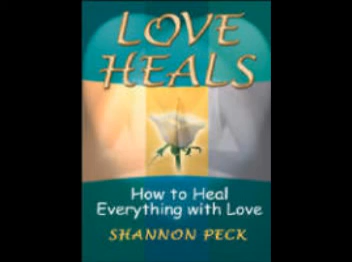 LOVE
HEALS
How to Heal
Everything with Love
SHANNON PECK